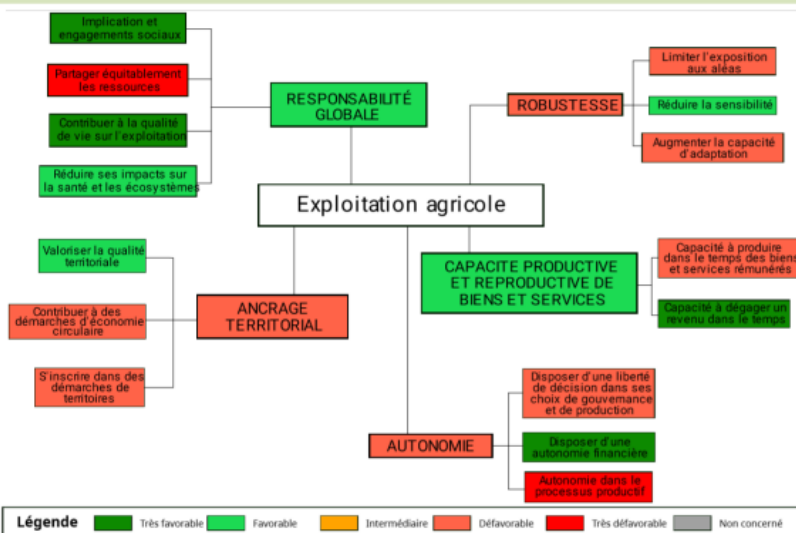 Implication et
engagements sociaux
Partager équitablement
les ressources
Contribuer à la qualité
de vie sur l'exploitation
Réduire ses impacts sur
la santé et les écosystèmes
RESPONSABILITÉ
GLOBALE
ROBUSTESSE
Limiter l'exposition
aux aléas
Réduire la sensibilité
Augmenter la capacité
d'adaptation
Exploitation agricole
Valoriser la qualité
territoriale
Contribuer à des
démarches d'économie
circulaire
S'inscrire dans des
démarches de
territoires
ANCRAGE
TERRITORIAL
CAPACITE PRODUCTIVE
ET REPRODUCTIVE DE
BIENS ET SERVICES
Capacité à produire
dans le temps des biens
et services rémunérés
Capacité à dégager un
revenu dans le temps
AUTONOMIE
Disposer d'une liberté
de décision dans ses
choix de gouvernance
et de production
Disposer d'une
autonomie financière
Autonomie dans le
processus productif
Légende Très favorable Favorable Intermédiaire Défavorable Très défavorable Non concerné